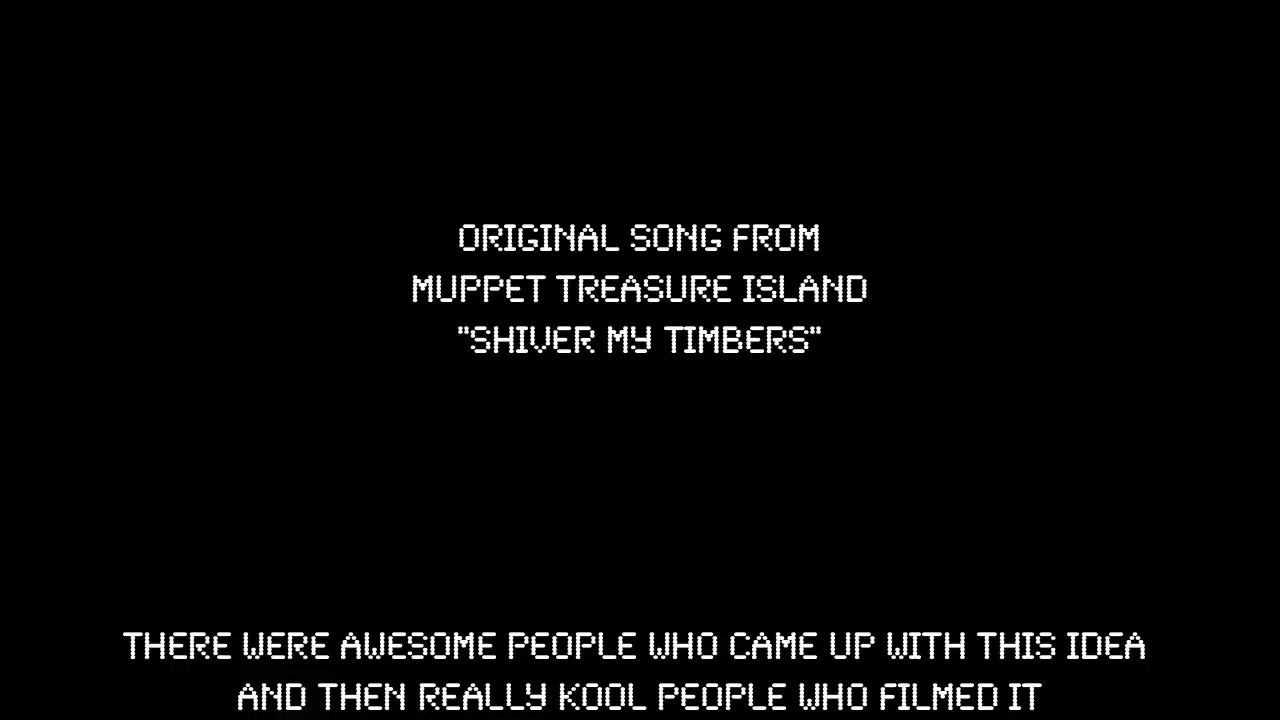 ORIGINAL SONG FROM
MUPPET TREASURE ISLAND
"SHIVER MY TIMBERS"
THERE WERE AWESOME PEOPLE WHO CAME UP WITH THIS IDEA
AND THEN REALLY KOOL PEOPLE WHO FILMED IT